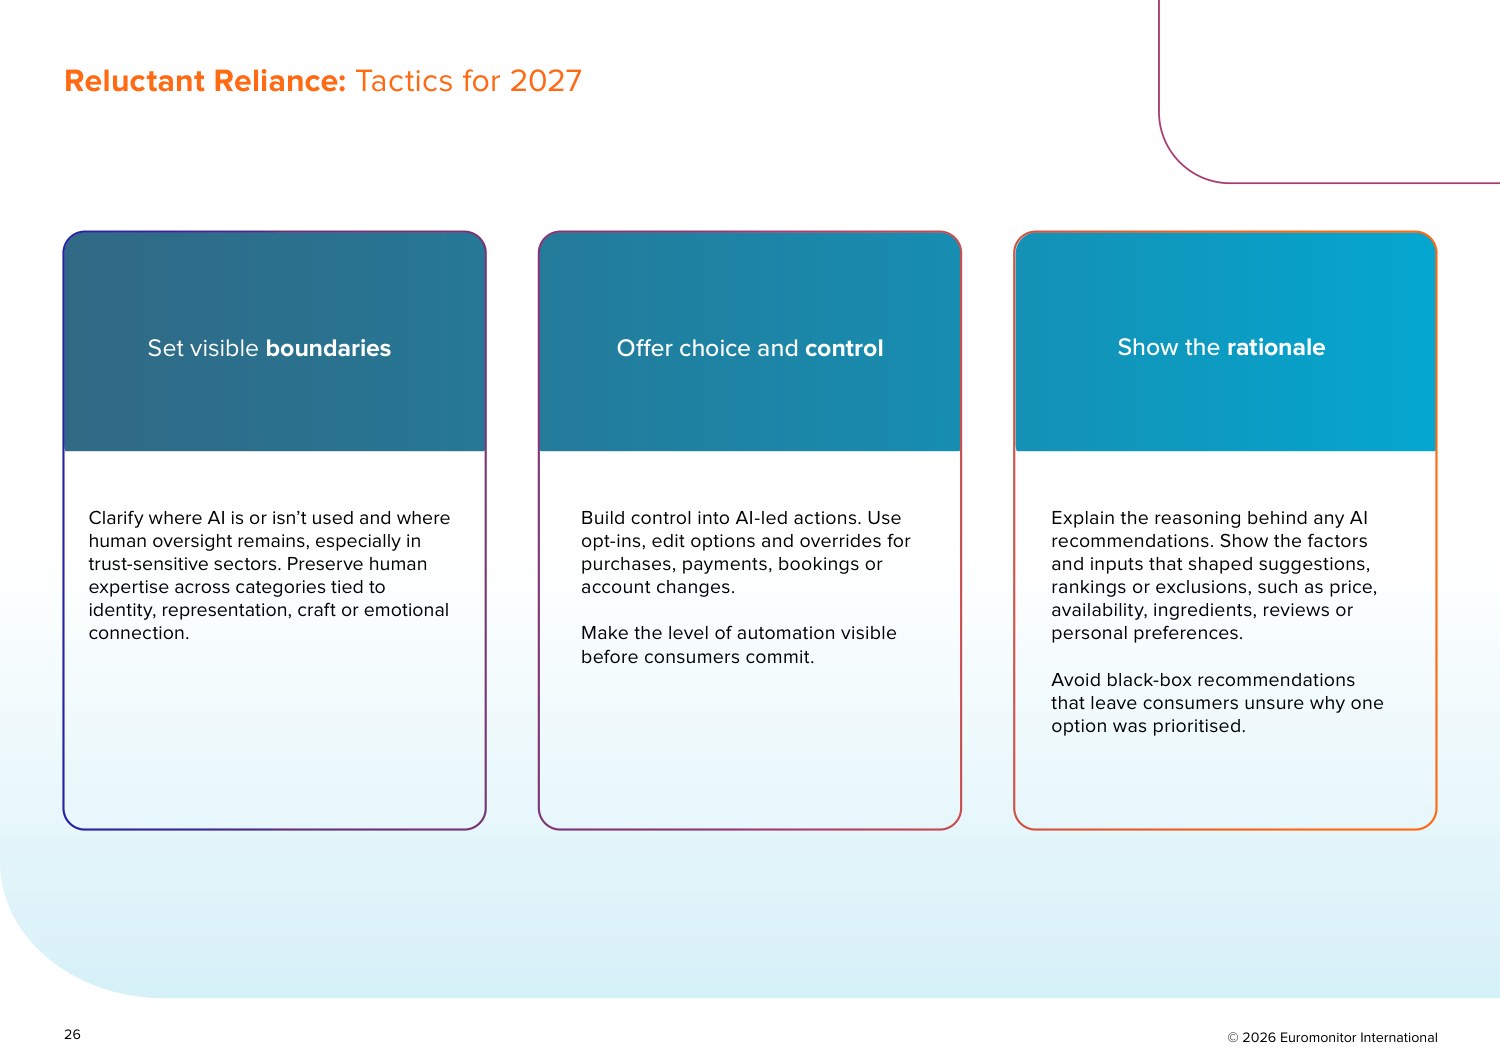 Reluctant Reliance: Tactics for 2027
Set visible boundaries
Clarify where AI is or isn’t used and where
human oversight remains, especially in
trust-sensitive sectors. Preserve human
expertise across categories tied to
identity, representation, craft or emotional
connection.
Offer choice and control
Build control into AI-led actions. Use
opt-ins, edit options and overrides for
purchases, payments, bookings or
account changes.
Make the level of automation visible
before consumers commit.
Show the rationale
Explain the reasoning behind any AI
recommendations. Show the factors
and inputs that shaped suggestions,
rankings or exclusions, such as price,
availability, ingredients, reviews or
personal preferences.
Avoid black-box recommendations
that leave consumers unsure why one
option was prioritised.
26
© 2026 Euromonitor International